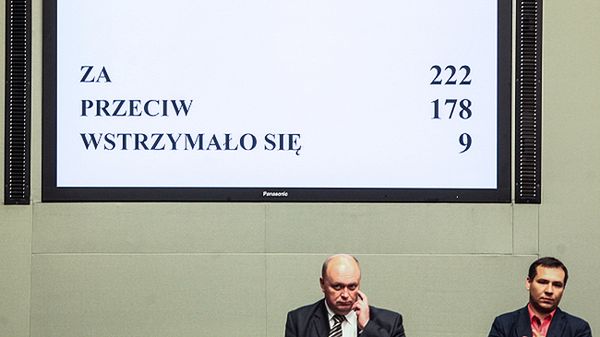 ZA 222
PRZECIW 178
WSTRZYMAŁO SIĘ 9
Panasonic